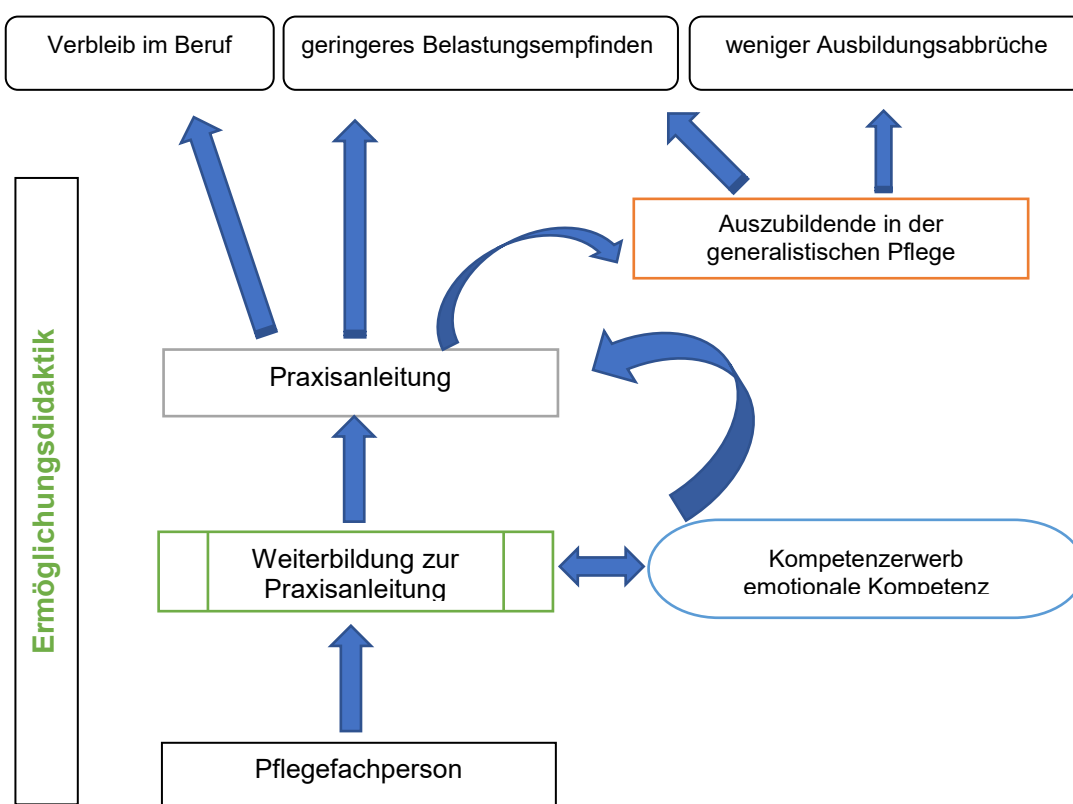 Verbleib im Beruf
geringeres Belastungsempfinden
weniger Ausbildungsabbrüche
Auszubildende in der
generalistischen Pflege
Ermöglichungsdidaktik
Praxisanleitung
Weiterbildung zur
Praxisanleitung
Kompetenzerwerb
emotionale Kompetenz
Pflegefachperson